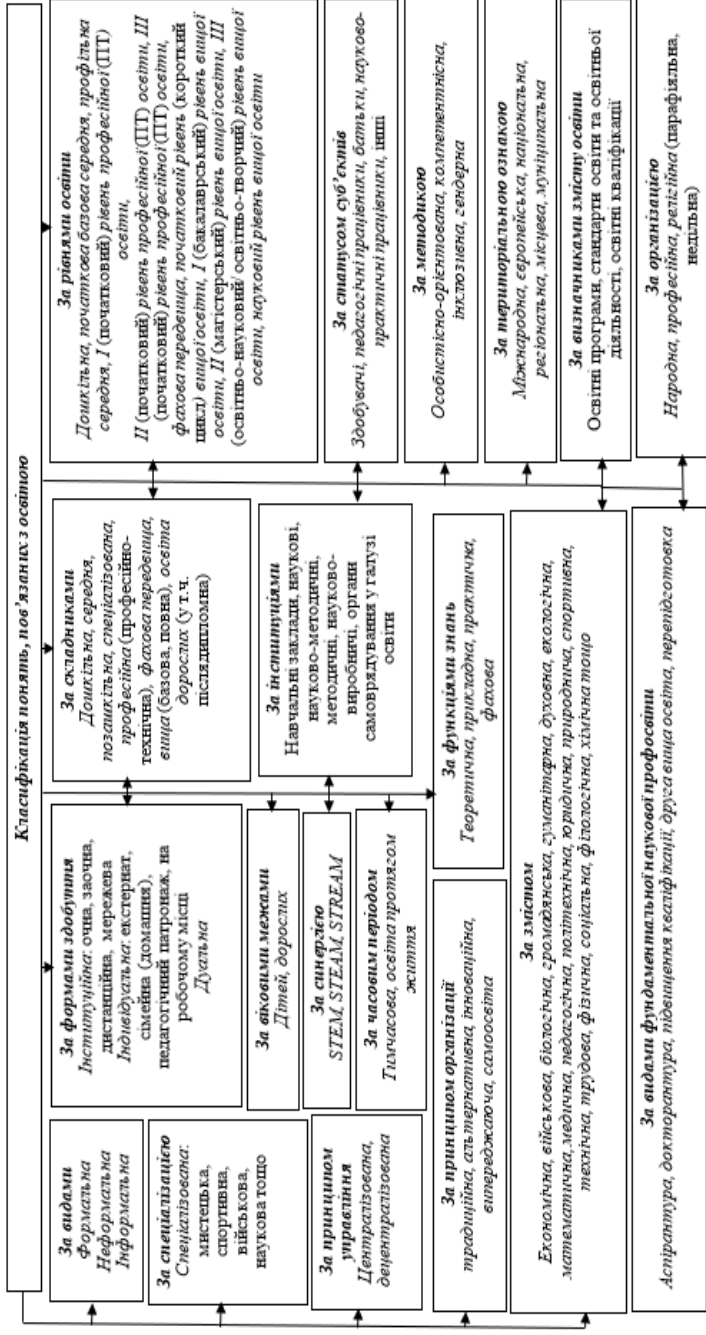 Класифікація понять, пов'язаних з освітою
За видами
Формальна
Неформальна
Інформальна
За формами здобуття
Інституційна: очна, заочна,
дистанційна, мережева
Індивідуальна: екстернат,
сімейна (домашня),
педагогічний патронаж, на
робочому місці
Дуальна
За складниками
Дошкільна, середня,
позашкільна, спеціалізована,
професійна (професійно-
технічна), фахова передвища,
вища (базова, повна), освіта
дорослих (у т.ч.
післядипломна)
За рівнями освіти
Дошкільна, початкова базова середня, профільна
середня, І (початковий) рівень професійної (ПТ)
освіти,
ІІ (початковий) рівень професійної (ПТ) освіти, ІІІ
(початковий) рівень професійної (ПТ) освіти,
фахова передвища, початковий рівень (короткий
цикл) вищої освіти, І (бакалаврський) рівень вищої
освіти, ІІ (магістерський) рівень вищої освіти, ІІІ
(освітньо-науковий/ освітньо-творчий) рівень вищої
освіти, науковий рівень вищої освіти
За спеціалізацією
Спеціалізована:
мистецька,
спортивна,
військова,
наукова тощо
За віковими межами
Дітей, дорослих
За синергією
STEM, STEAM, STREAM
За часовим періодом
Тимчасова, освіта протягом
життя
За інституціями
Навчальні заклади, наукові,
науково-методичні,
методичні, науково-
виробничі, органи
самоврядування у галузі
освіти
За статусом суб'єктів
Здобувачі, педагогічні працівники, батьки, науково-
практичні працівники, інші
За принципом
управління
Централізована,
децентралізована
За методикою
Особистісно-орієнтована, компетентнісна,
інклюзивна, гендерна
За принципом організації
традиційна, альтернативна, інноваційна,
випереджаюча, самоосвіта
За функціями знань
Теоретична, прикладна, практична,
фахова
За територіальною ознакою
Міжнародна, європейська, національна,
регіональна, місцева, муніципальна
За змістом
Економічна, військова, біологічна, громадянська, гуманітарна, духовна, екологічна,
математична, медична, педагогічна, політехнічна, юридична, природнича, спортивна,
технічна, трудова, фізична, соціальна, філологічна, хімічна тощо
За визначниками змісту освіти
Освітні програми, стандарти освіти та освітньої
діяльності, освітні кваліфікації
За видами фундаментальної наукової профосвіти
Аспірантура, докторантура, підвищення кваліфікації, друга вища освіта, перепідготовка
За організацією
Народна, професійна, релігійна (парафіяльна,
недільна)